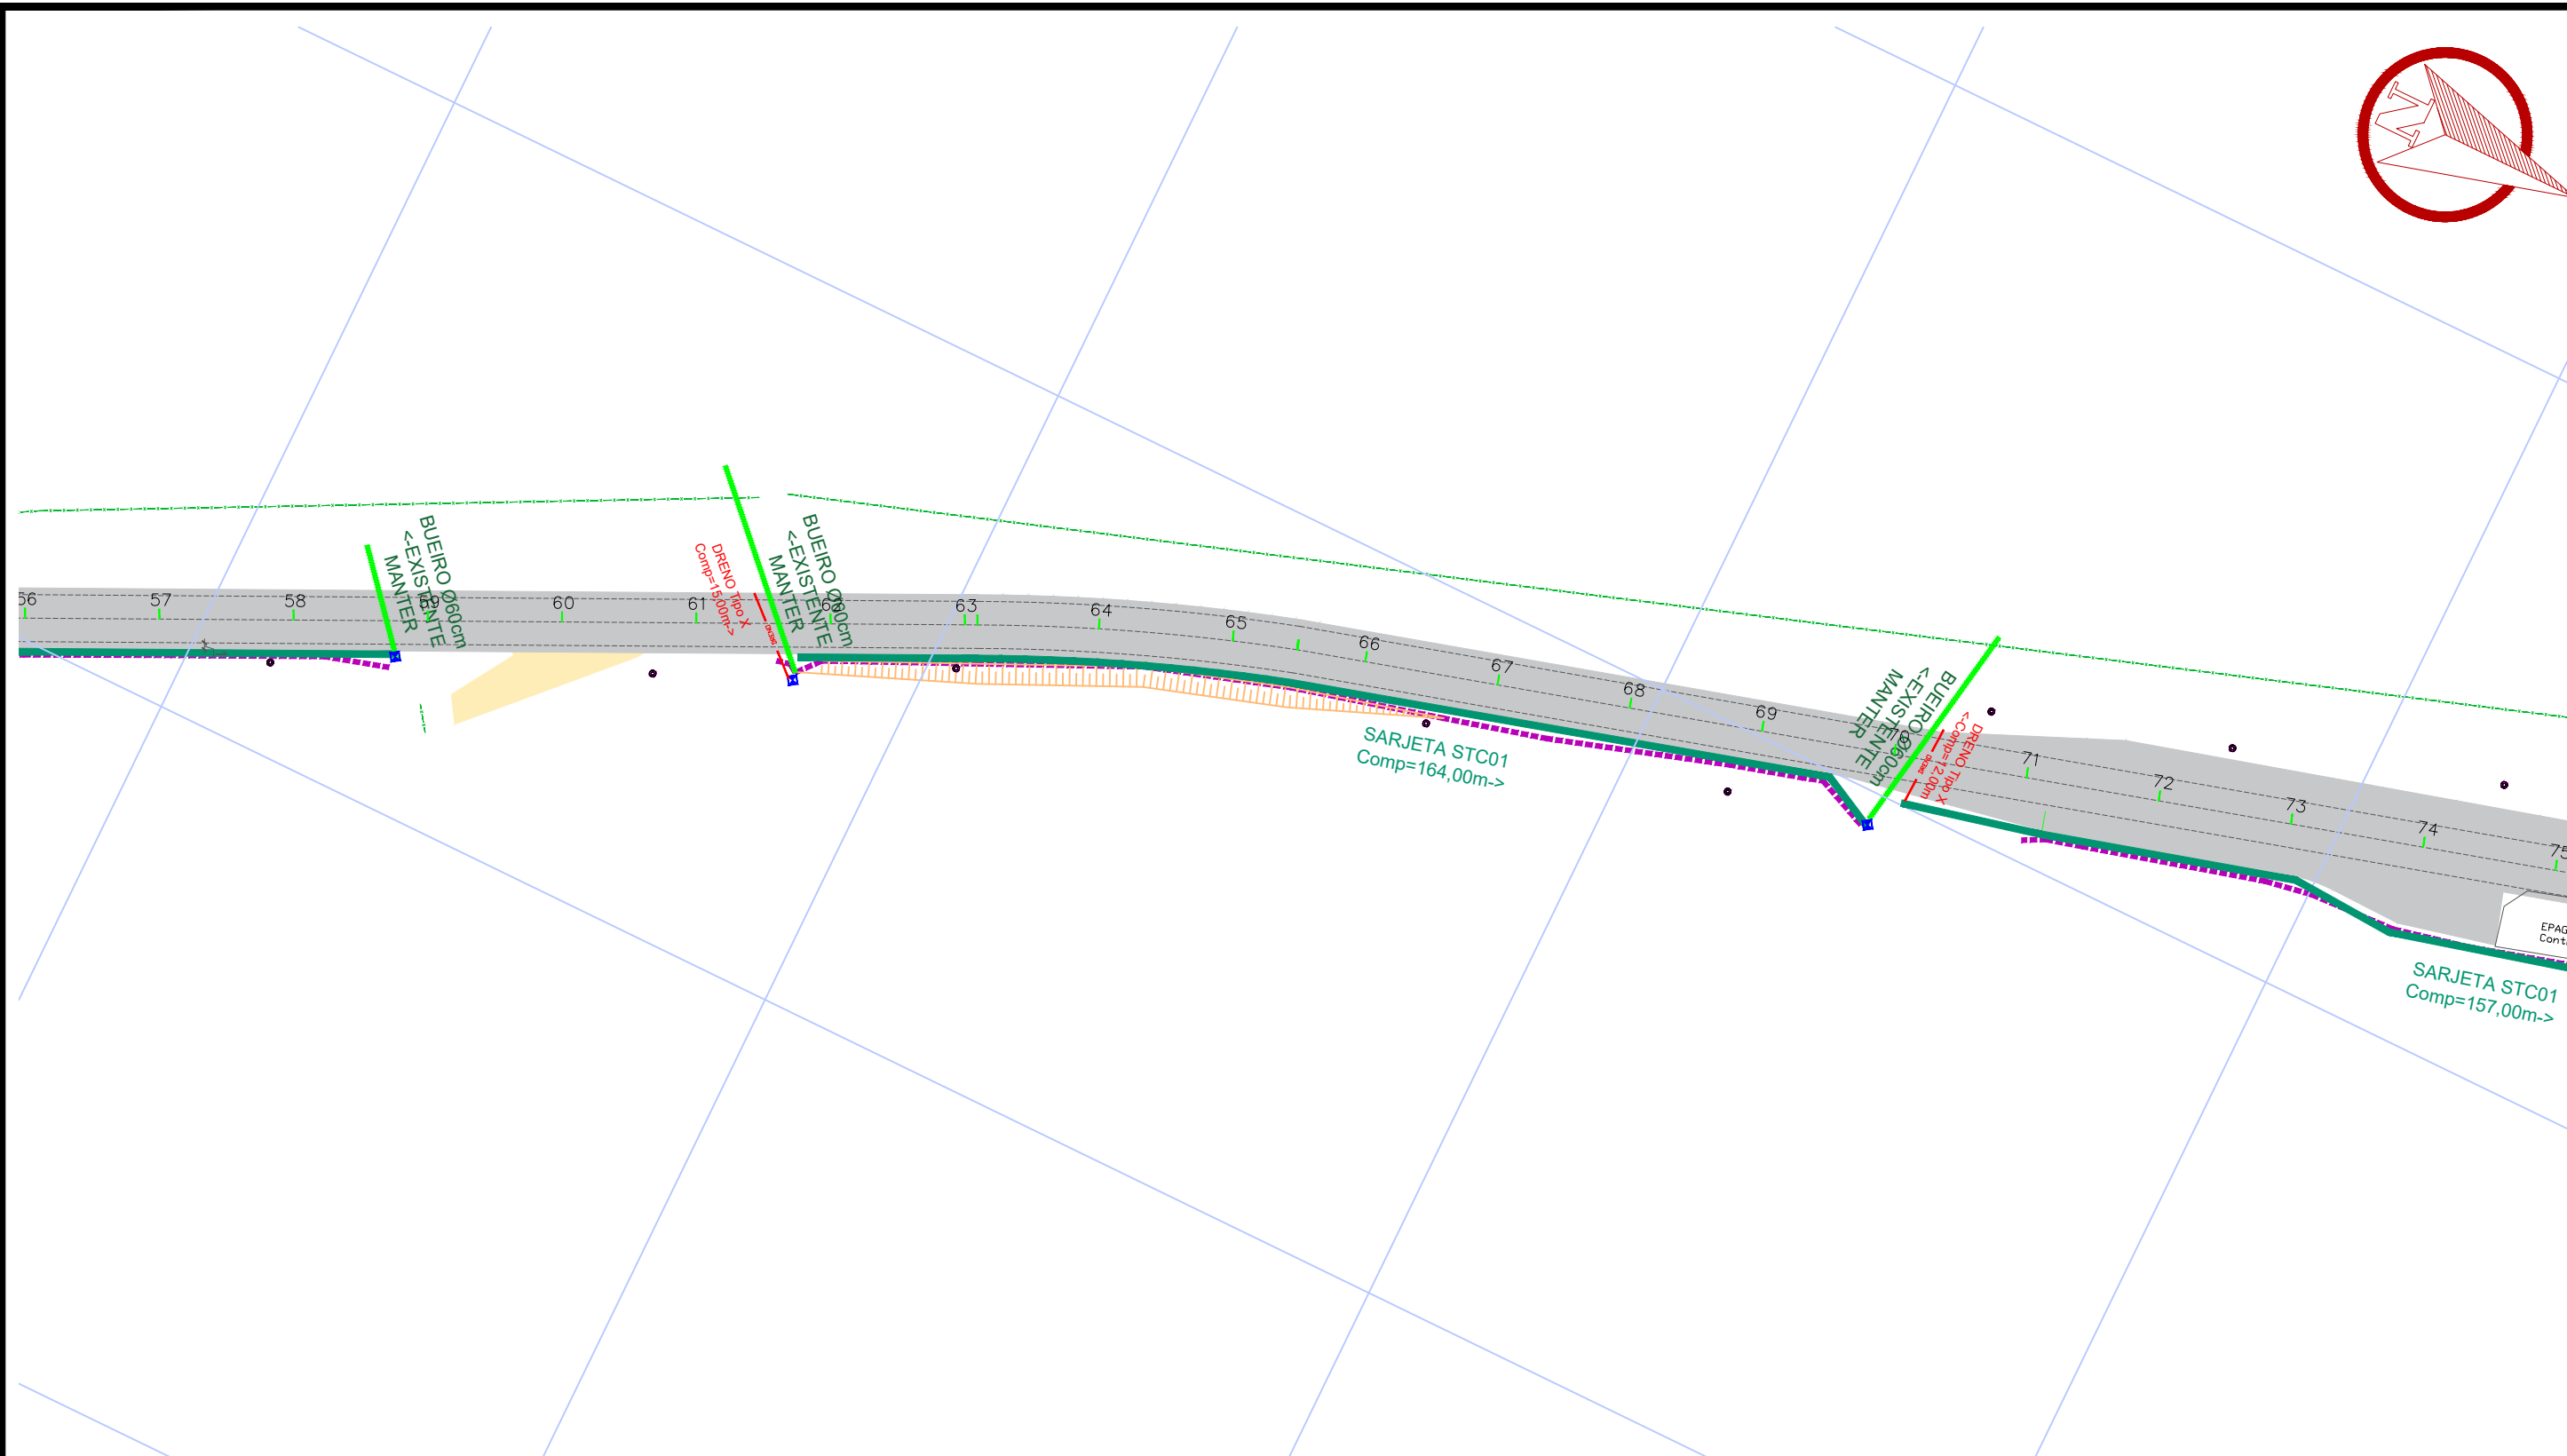 N
56
57
58
59
60
61
62
63
64
65
66
67
68
69
70
71
72
73
74
75
BUEIRO Ø60cm
<-EXISTENTE
MANTER
DRENO Tipo X
Comp=15,00m->
BUEIRO Ø60cm
<-EXISTENTE
MANTER
SARJETA STC01
Comp=164,00m->
BUEIRO Ø60cm
<-EXISTENTE
MANTER
DRENO Tipo X
<-Comp=12,00m
EPAG
Cont
SARJETA STC01
Comp=157,00m->